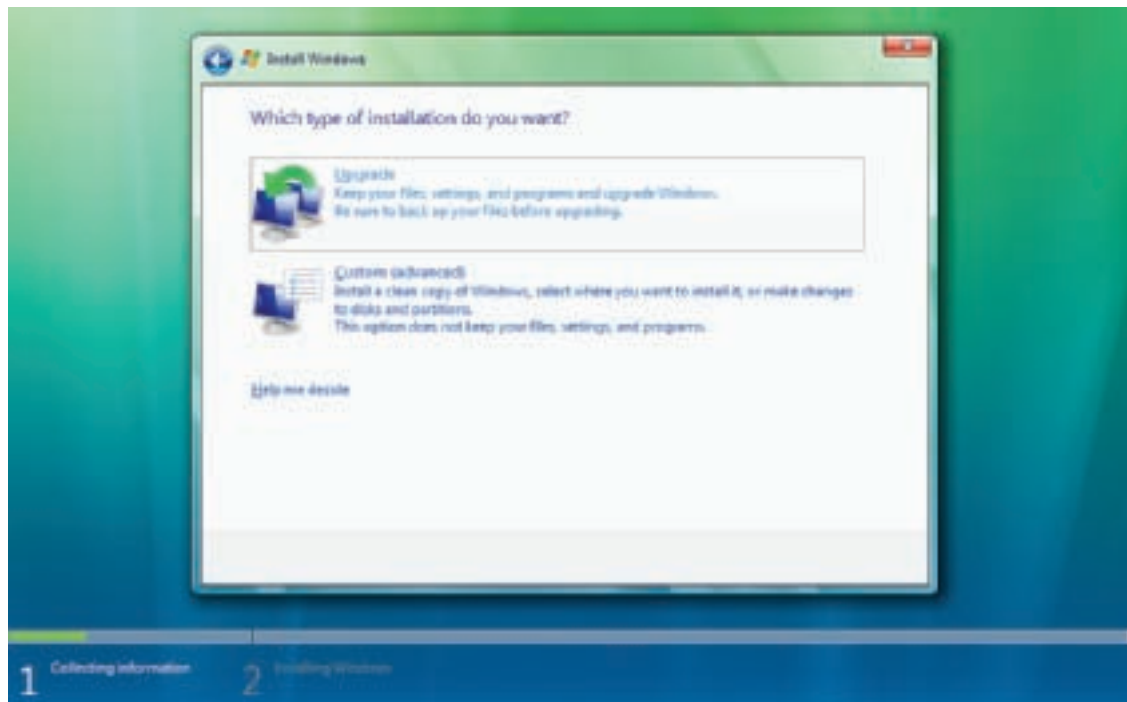 Install Windows
Which type of installation do you want?
Upgrade
Keep your files, settings, and programs and upgrade Windows.
Be sure to back up your files before upgrading.
Custom (advanced)
Install a clean copy of Windows, select where you want to install it, or make changes
to disks and partitions.
This option does not keep your files, settings, and programs.
Help me decide
1 Collecting information
2 Installing Windows